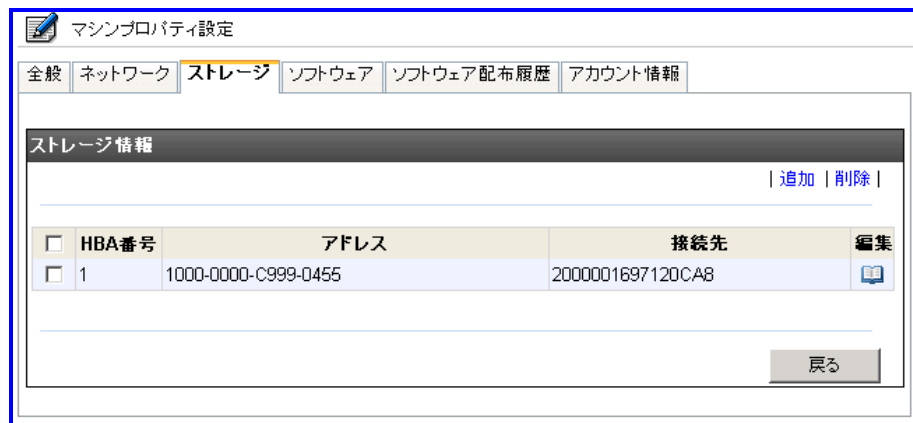 マシンプロパティ設定
全般 ネットワーク ストレージ ソフトウェア ソフトウェア配布履歴 アカウント情報
ストレージ情報
| 追加 | 削除 |
HBA番号 アドレス 接続先 編集
1 1000-0000-C999-0455 2000001697120CA8
戻る